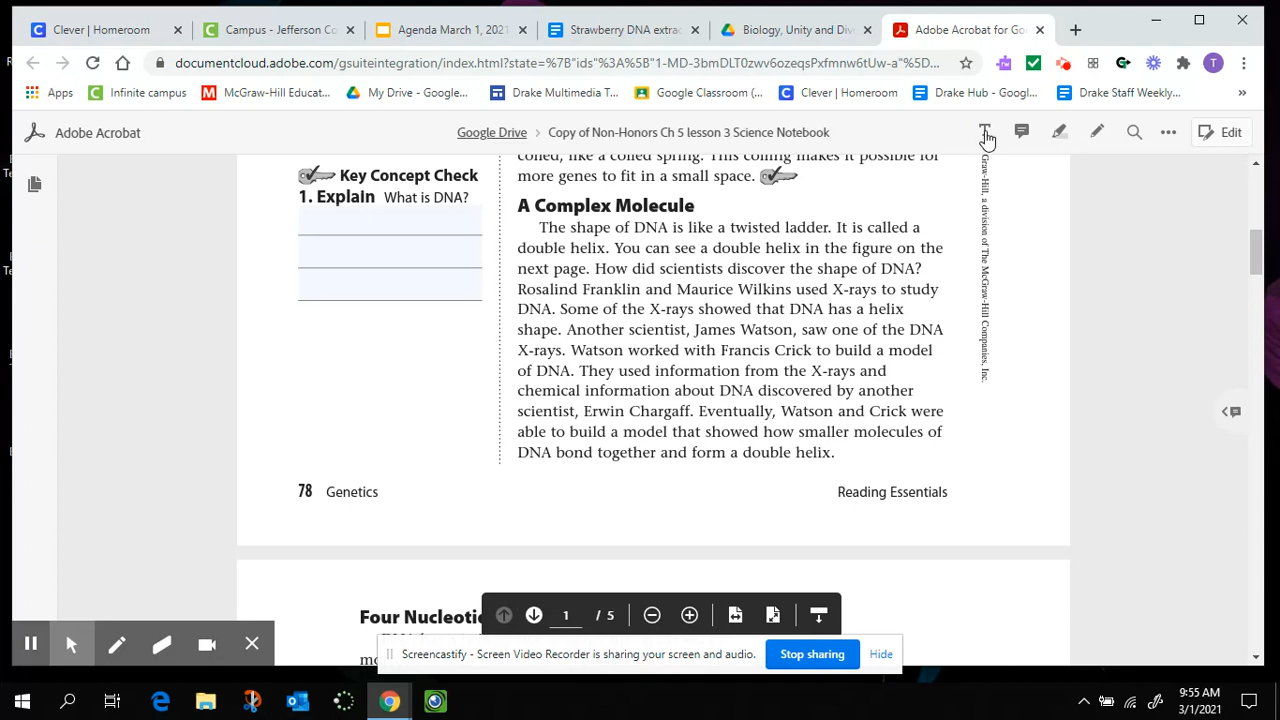 Clever | Homeroom
Campus - Jefferson Co
Agenda March 1, 2021
Strawberry DNA extrac
Biology, Unity and Div
Adobe Acrobat for Go
documentcloud.adobe.com/gsuiteintegration/index.html?state=%7B"ids"%3A%5B"1-MD-3bmDLT0zwv6ozeqsPxfmnw6tUw-a"%5D...
T
Apps
Infinite campus
McGraw-Hill Educat...
My Drive - Google...
Drake Multimedia T...
Google Classroom (...
Clever | Homeroom
Drake Hub - Googl...
Drake Staff Weekly...
»
Adobe Acrobat
Google Drive > Copy of Non-Honors Ch 5 lesson 3 Science Notebook
Edit
coiled, like a coiled spring. This coiling makes it possible for
more genes to fit in a small space.
Key Concept Check
1. Explain What is DNA?
A Complex Molecule
The shape of DNA is like a twisted ladder. It is called a
double helix. You can see a double helix in the figure on the
next page. How did scientists discover the shape of DNA?
Rosalind Franklin and Maurice Wilkins used X-rays to study
DNA. Some of the X-rays showed that DNA has a helix
shape. Another scientist, James Watson, saw one of the DNA
X-rays. Watson worked with Francis Crick to build a model
of DNA. They used information from the X-rays and
chemical information about DNA discovered by another
scientist, Erwin Chargaff. Eventually, Watson and Crick were
able to build a model that showed how smaller molecules of
DNA bond together and form a double helix.
Graw-Hill, a division of The McGraw-Hill Companies, Inc.
78 Genetics
Reading Essentials
Four Nucleotic
1 / 5
Screencastify - Screen Video Recorder is sharing your screen and audio.
Stop sharing
Hide
9:55 AM
3/1/2021